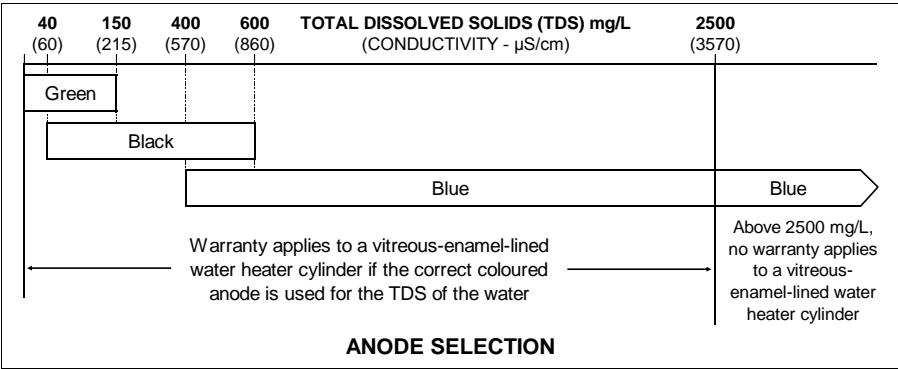 40 150 400 600 TOTAL DISSOLVED SOLIDS (TDS) mg/L 2500
(60) (215) (570) (860) (CONDUCTIVITY - µS/cm) (3570)
Green
Black
Blue Blue
Warranty applies to a vitreous-enamel-lined
water heater cylinder if the correct coloured
anode is used for the TDS of the water
Above 2500 mg/L,
no warranty applies
to a vitreous-
enamel-lined water
heater cylinder
ANODE SELECTION